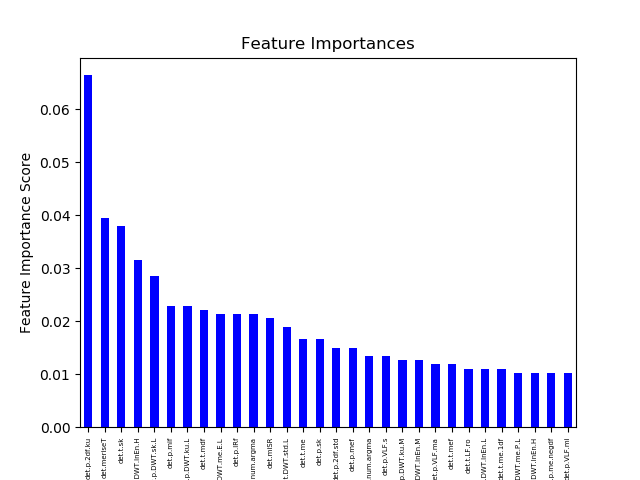 Feature Importances
Feature Importance Score
0.06
0.05
0.04
0.03
0.02
0.01
0.00
det.p.2df.ku
det.meriseT
det.t.sk
DWT.lnEn.H
.p.DWT.sk.L
det.p.mif
.p.DWT.ku.L
det.t.mdf
DWT.me.E.L
det.p.IRf
num.argma
det.miSR
t.DWT.std.L
det.t.me
det.p.sk
det.p.2df.std
det.p.mef
.num.argma
det.p.VLF.s
p.DWT.ku.M
DWT.lnEn.M
et.p.VLF.ma
det.t.mef
det.t.LF.ro
.DWT.lnEn.L
det.t.me.1df
DWT.me.P.L
DWT.lnEn.H
.p.me.negdf
det.p.VLF.mi